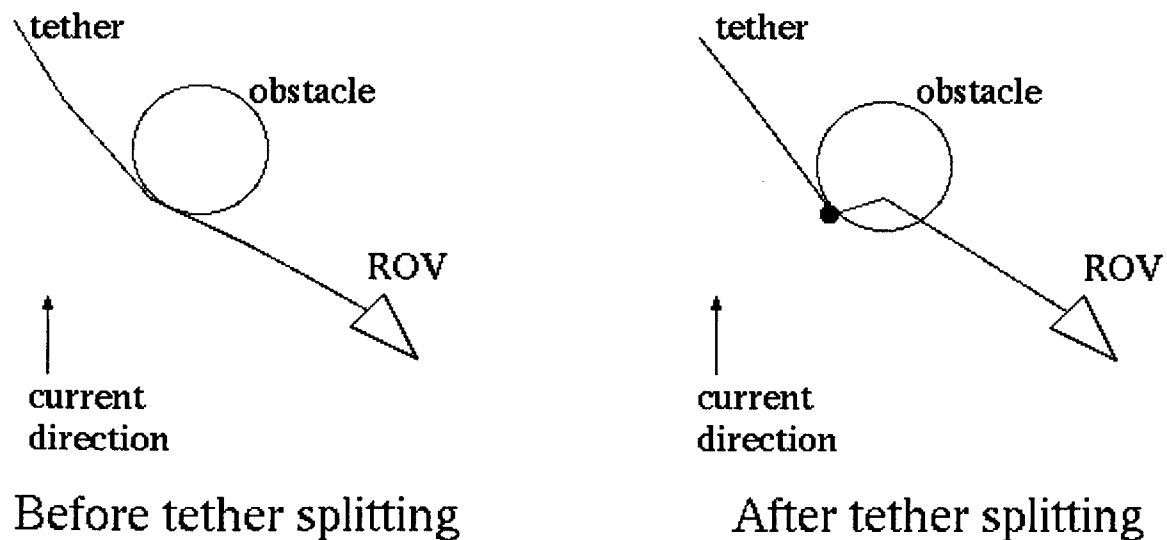 tether
obstacle
ROV
current
direction
Before tether splitting
tether
obstacle
ROV
current
direction
After tether splitting